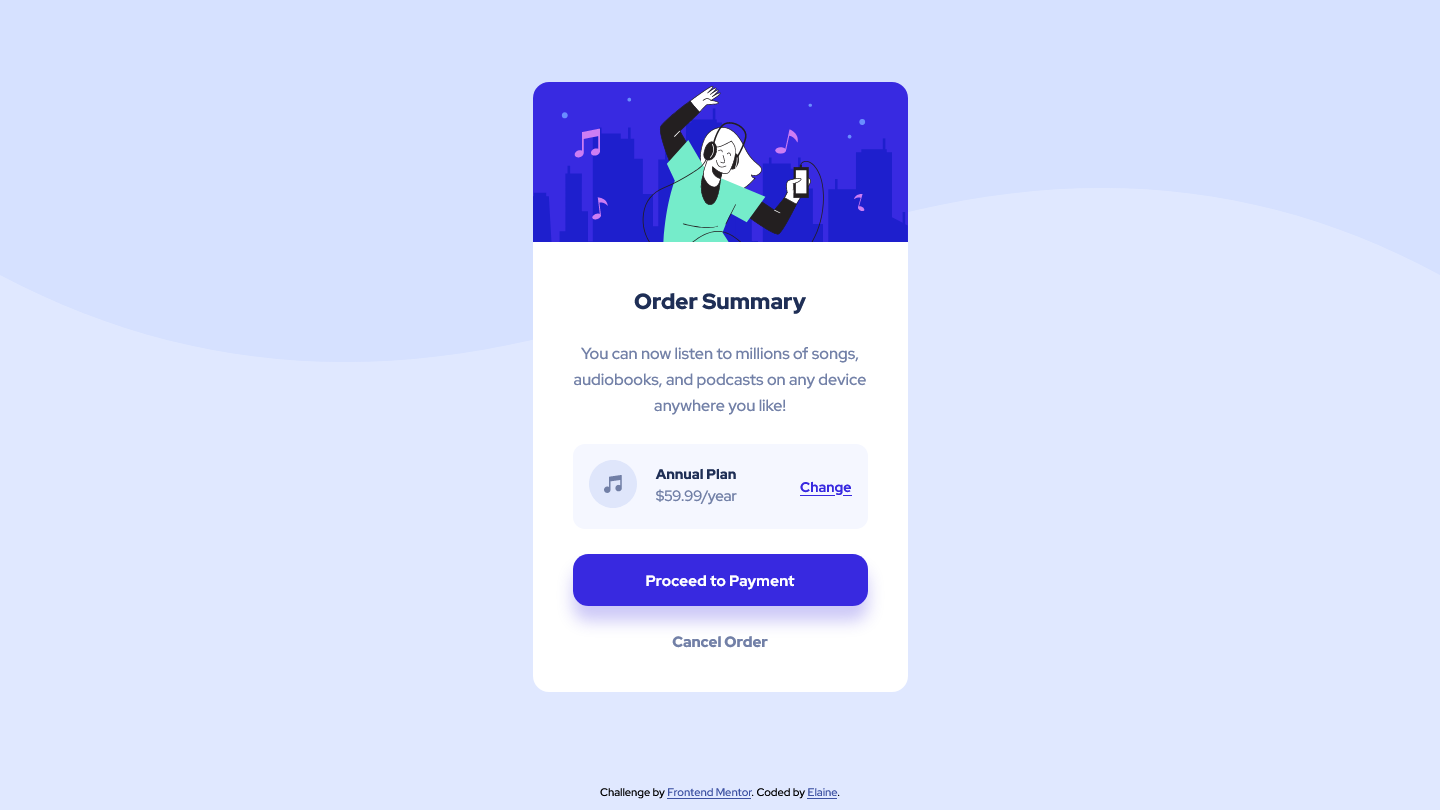 Order Summary
You can now listen to millions of songs,
audiobooks, and podcasts on any device
anywhere you like!
Annual Plan
$59.99/year
Change
Proceed to Payment
Cancel Order
Challenge by Frontend Mentor. Coded by Elaine.